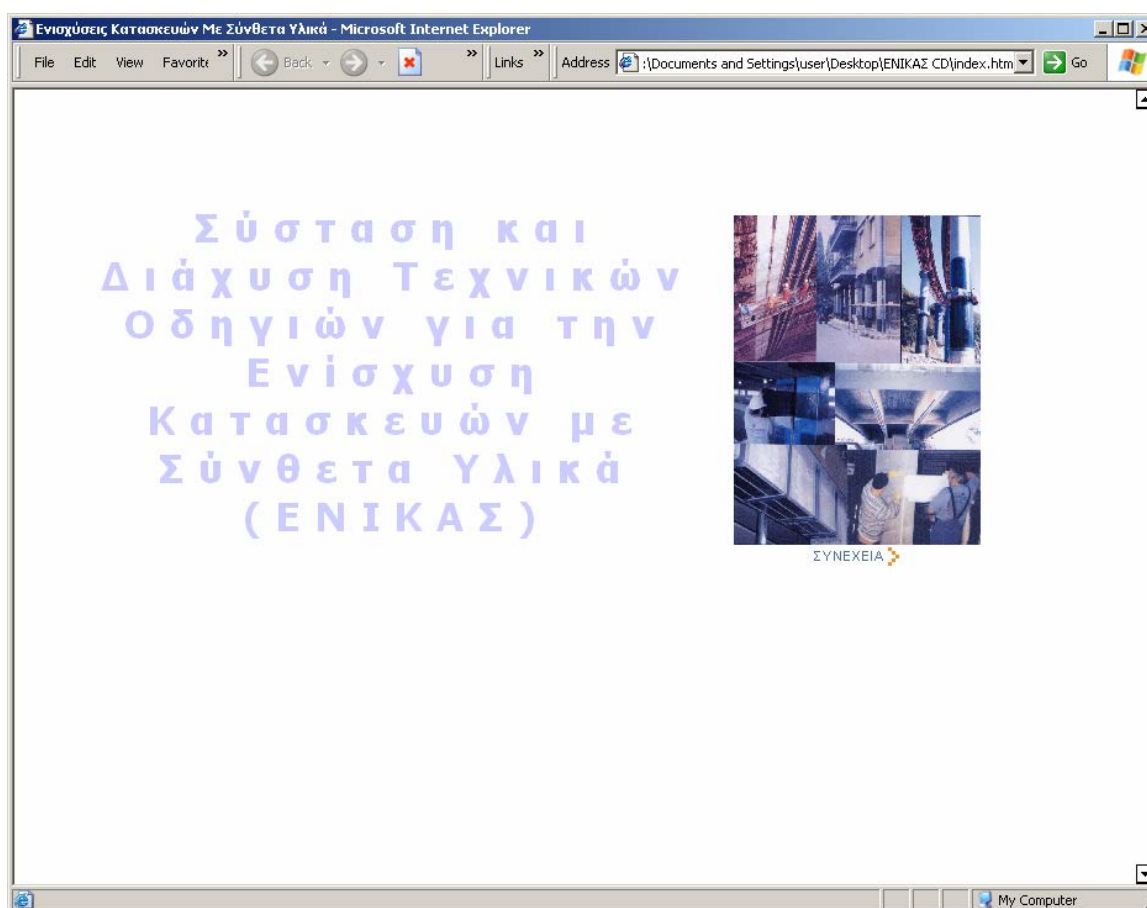 Ενισχύσεις Κατασκευών Με Σύνθετα Υλικά - Microsoft Internet Explorer
File Edit View Favorite » Back » Links » Address :\Documents and Settings\user\Desktop\ΕΝΙΚΑΣ CD\index.htm Go
Σύσταση και
Διάχυση Τεχνικών
Οδηγιών για την
Ενίσχυση
Κατασκευών με
Σύνθετα Υλικά
(ΕΝΙΚΑΣ)
ΣΥΝΕΧΕΙΑ
My Computer